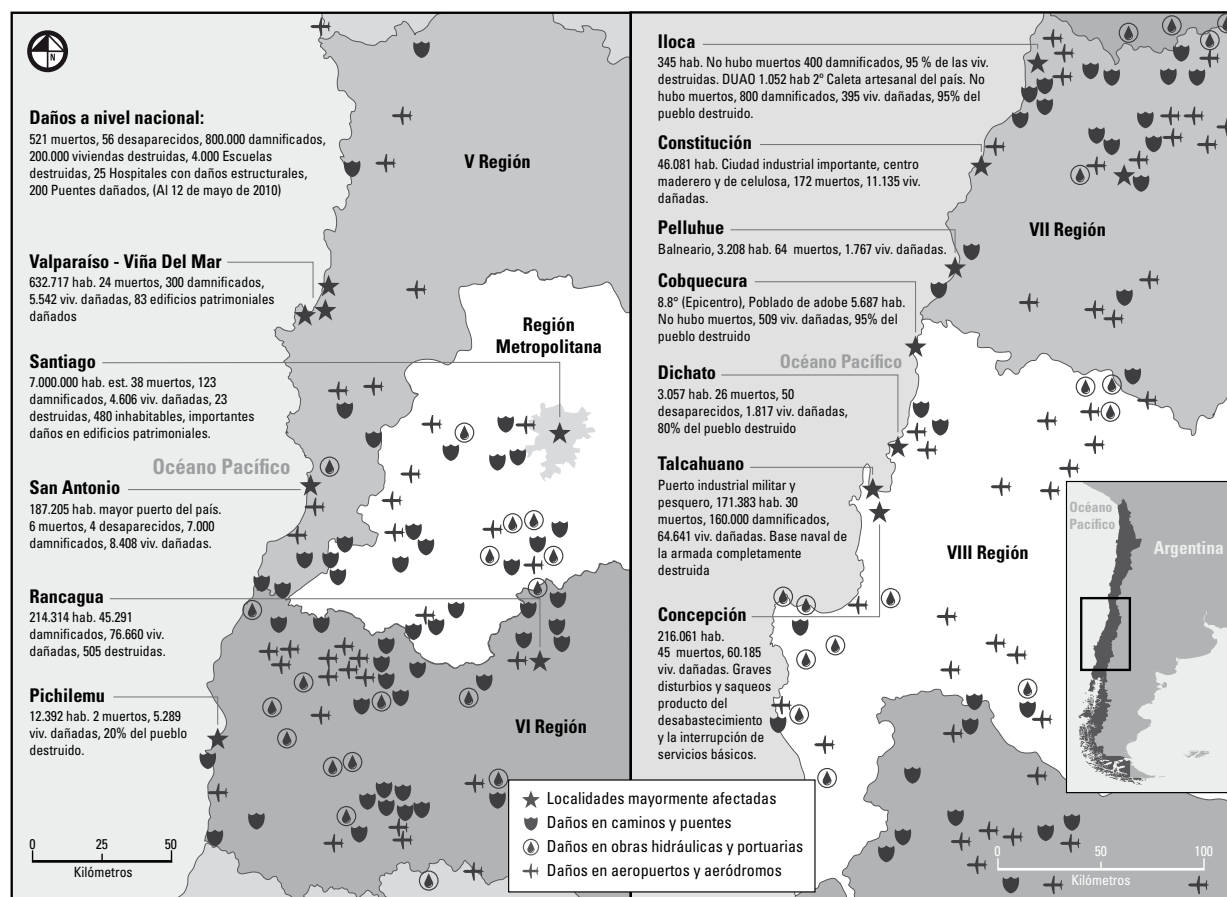 N
Daños a nivel nacional:
521 muertos, 56 desaparecidos, 800.000 damnificados,
200.000 viviendas destruidas, 4.000 Escuelas
destruidas, 25 Hospitales con daños estructurales,
200 Puentes dañados, (Al 12 de mayo de 2010)
V Región
Valparaíso - Viña Del Mar
632.717 hab. 24 muertos, 300 damnificados,
5.542 viv. dañadas, 83 edificios patrimoniales
dañados
Región
Metropolitana
Santiago
7.000.000 hab. est. 38 muertos, 123
damnificados, 4.606 viv. dañadas, 23
destruidas, 480 inhabitables, importantes
daños en edificios patrimoniales.
Océano Pacífico
San Antonio
187.205 hab. mayor puerto del país.
6 muertos, 4 desaparecidos, 7.000
damnificados, 8.408 viv. dañadas.
Rancagua
214.314 hab. 45.291
damnificados, 76.660 viv.
dañadas, 505 destruidas.
Pichilemu
12.392 hab. 2 muertos, 5.289
viv. dañadas, 20% del pueblo
destruido.
VI Región
0 25 50
Kilómetros
Iloca
345 hab. No hubo muertos 400 damnificados, 95 % de las viv.
destruidas. DUAO 1.052 hab 2º Caleta artesanal del país. No
hubo muertos, 800 damnificados, 395 viv. dañadas, 95% del
pueblo destruido.
Constitución
46.081 hab. Ciudad industrial importante, centro
maderero y de celulosa, 172 muertos, 11.135 viv.
dañadas.
Pelluhue
Balneario, 3.208 hab. 64 muertos, 1.767 viv. dañadas.
VII Región
Cobquecura
8.8° (Epicentro), Poblado de adobe 5.687 hab.
No hubo muertos, 509 viv. dañadas, 95% del
pueblo destruido
Océano Pacífico
Dichato
3.057 hab. 26 muertos, 50
desaparecidos, 1.817 viv. dañadas,
80% del pueblo destruido
Talcahuano
Puerto industrial militar y
pesquero, 171.383 hab. 30
muertos, 160.000 damnificados,
64.641 viv. dañadas. Base naval de
la armada completamente
destruida
VIII Región
Concepción
216.061 hab.
45 muertos, 60.185
viv. dañadas. Graves
disturbios y saqueos
producto del
desabastecimiento
y la interrupción de
servicios básicos.
Océano
Pacífico
Argentina
Localidades mayormente afectadas
Daños en caminos y puentes
Daños en obras hidráulicas y portuarias
Daños en aeropuertos y aeródromos
0 50 100
Kilómetros